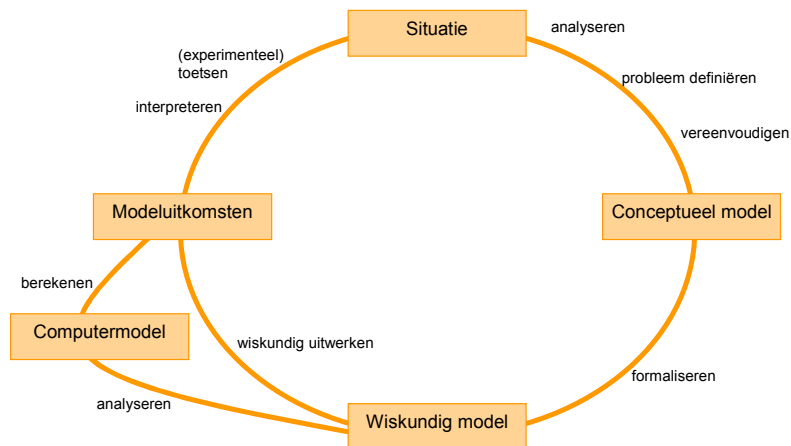 Situatie
analyseren
(experimenteel)
toetsen
probleem definiëren
interpreteren
vereenvoudigen
Modeluitkomsten
Conceptueel model
berekenen
Computermodel
wiskundig uitwerken
formaliseren
analyseren
Wiskundig model